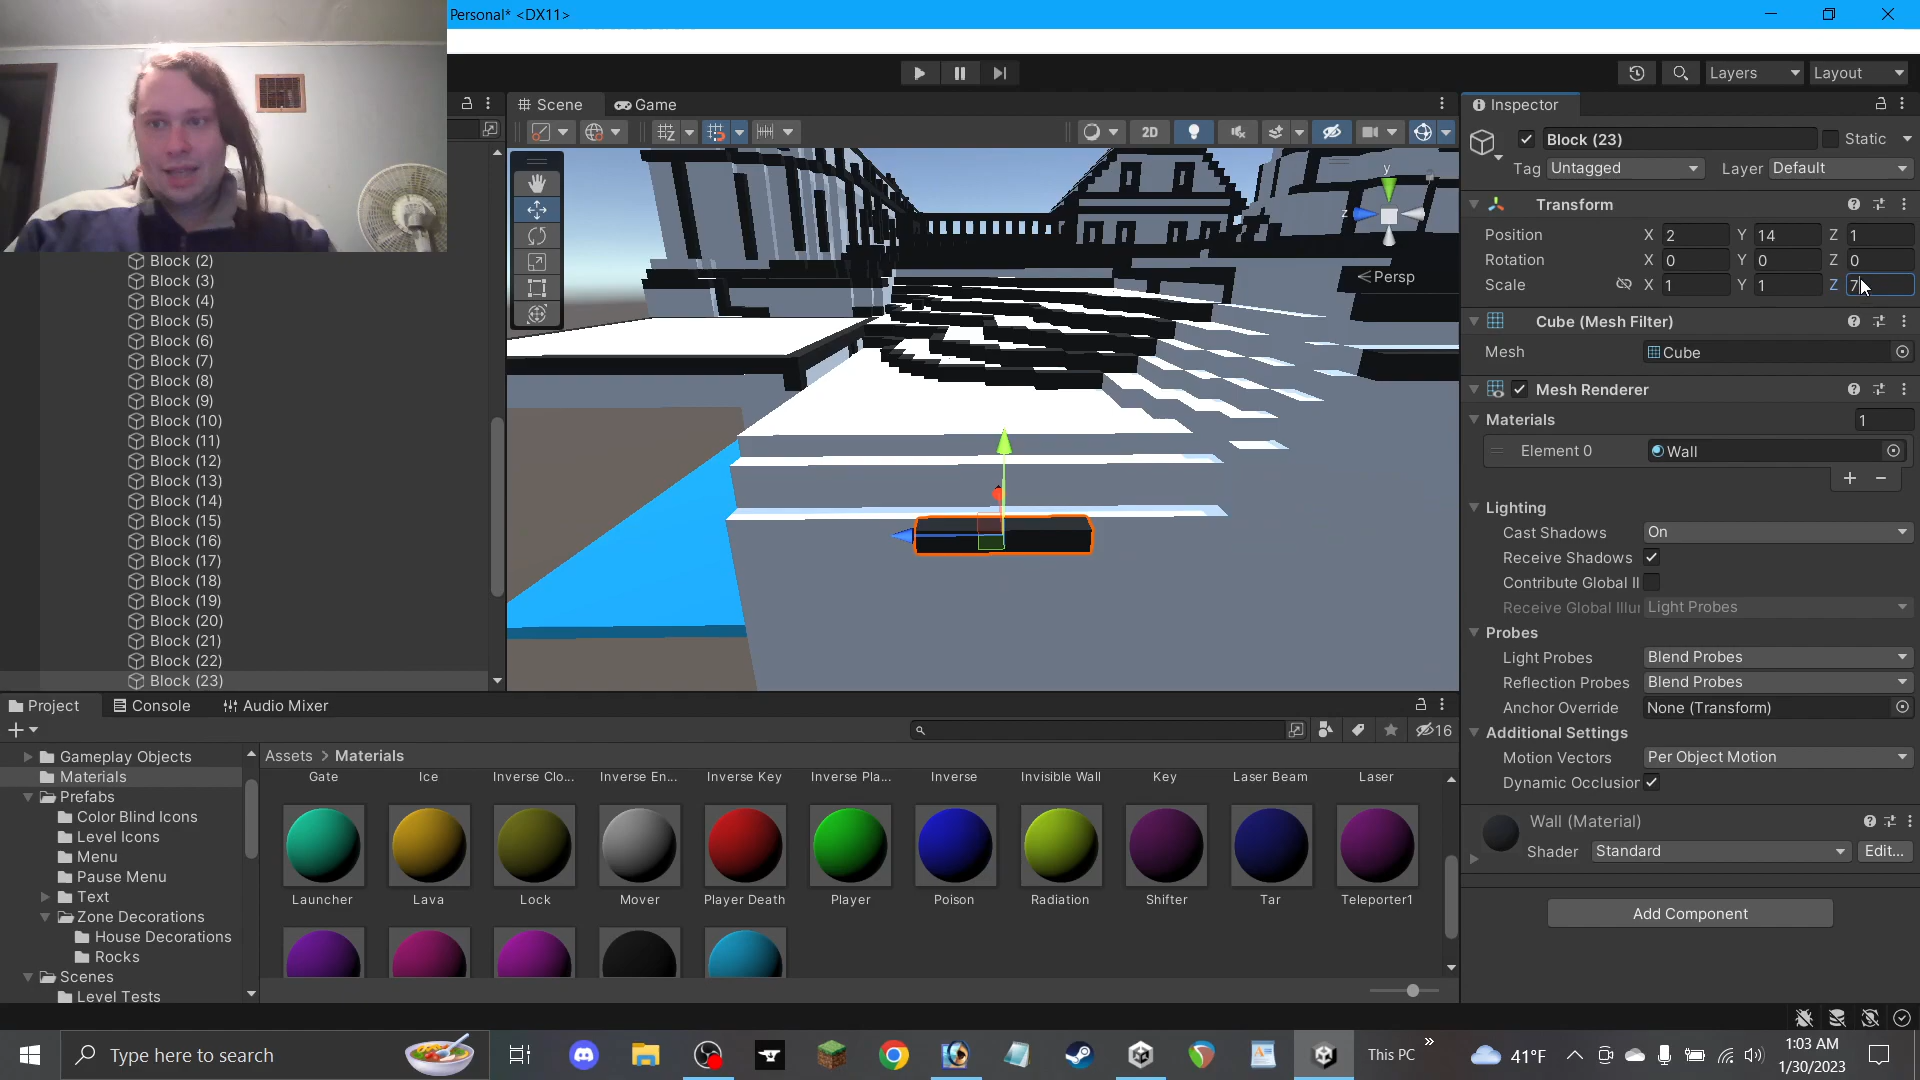 Personal* <DX11>
Layers
Layout
Scene
Game
Inspector
2D
Block (23)
Static
Tag Untagged
Layer Default
Transform
Position X 2 Y 14 Z 1
Rotation X 0 Y 0 Z 0
Scale X 1 Y 1 Z 7
y
z
Persp
Cube (Mesh Filter)
Mesh Cube
Mesh Renderer
Materials 1
Element 0 Wall
Lighting
Cast Shadows On
Receive Shadows
Contribute Global Il
Receive Global Illui Light Probes
Probes
Light Probes Blend Probes
Reflection Probes Blend Probes
Anchor Override None (Transform)
Additional Settings
Motion Vectors Per Object Motion
Dynamic Occlusion
Wall (Material)
Shader Standard Edit...
Add Component
Block (2)
Block (3)
Block (4)
Block (5)
Block (6)
Block (7)
Block (8)
Block (9)
Block (10)
Block (11)
Block (12)
Block (13)
Block (14)
Block (15)
Block (16)
Block (17)
Block (18)
Block (19)
Block (20)
Block (21)
Block (22)
Block (23)
Project
Console
Audio Mixer
16
Gameplay Objects
Materials
Prefabs
Color Blind Icons
Level Icons
Menu
Pause Menu
Text
Zone Decorations
House Decorations
Rocks
Scenes
Level Tests
Assets > Materials
Gate
Ice
Inverse Clo...
Inverse En...
Inverse Key
Inverse Pla...
Inverse
Invisible Wall
Key
Laser Beam
Laser
Launcher
Lava
Lock
Mover
Player Death
Player
Poison
Radiation
Shifter
Tar
Teleporter1
Type here to search
This PC
41°F
1:03 AM
1/30/2023